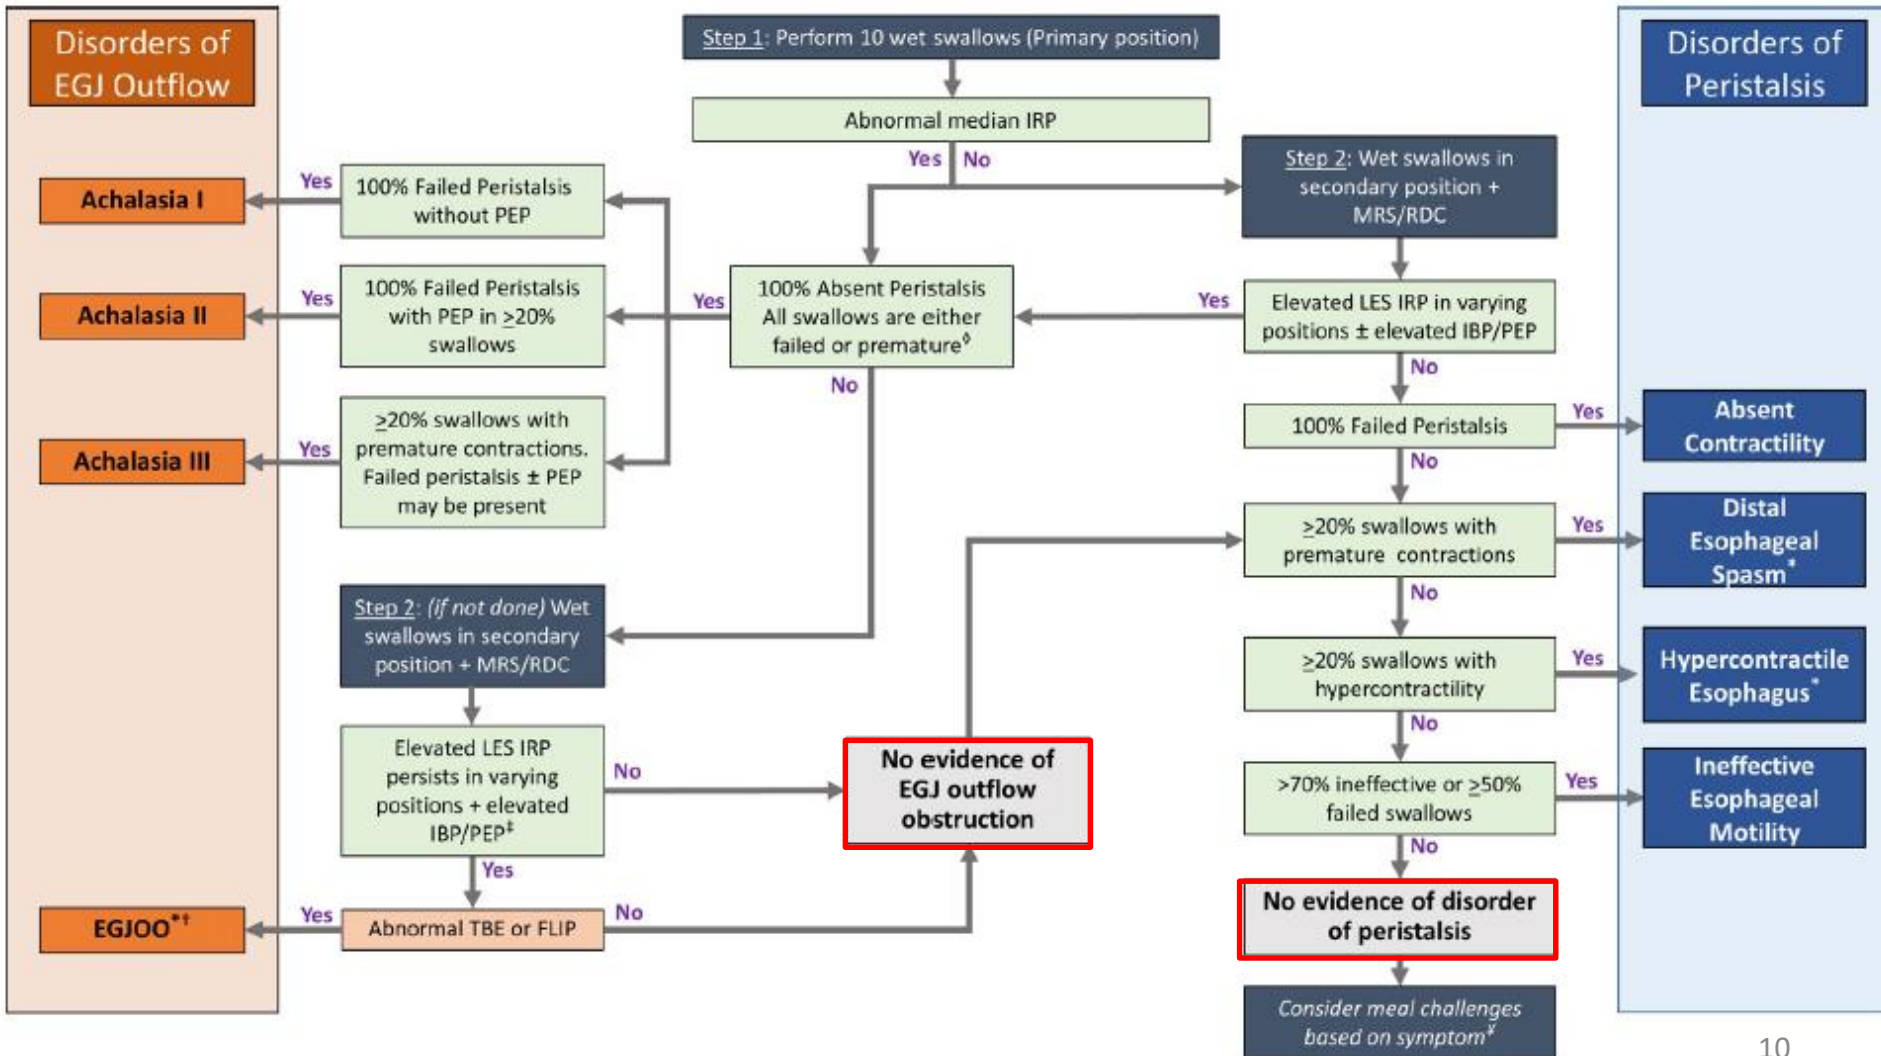 Disorders of
EGJ Outflow
Step 1: Perform 10 wet swallows (Primary position)
Disorders of
Peristalsis
Abnormal median IRP
Yes
No
Step 2: Wet swallows in
secondary position +
MRS/RDC
Achalasia I
Yes
100% Failed Peristalsis
without PEP
Achalasia II
Yes
100% Failed Peristalsis
with PEP in ≥20%
swallows
Yes
100% Absent Peristalsis
All swallows are either
failed or premature◊
Yes
Elevated LES IRP in varying
positions ± elevated IBP/PEP
No
No
Achalasia III
Yes
≥20% swallows with
premature contractions.
Failed peristalsis ± PEP
may be present
100% Failed Peristalsis
Yes
Absent
Contractility
No
≥20% swallows with
premature contractions
Yes
Distal
Esophageal
Spasm*
No
Step 2: (if not done) Wet
swallows in secondary
position + MRS/RDC
≥20% swallows with
hypercontractility
Yes
Hypercontractile
Esophagus*
No
Elevated LES IRP
persists in varying
positions + elevated
IBP/PEP‡
No
No evidence of
EGJ outflow
obstruction
>70% ineffective or ≥50%
failed swallows
Yes
Ineffective
Esophageal
Motility
No
Yes
EGJOO*†
Yes
Abnormal TBE or FLIP
No
No evidence of disorder
of peristalsis
Consider meal challenges
based on symptom¥
10